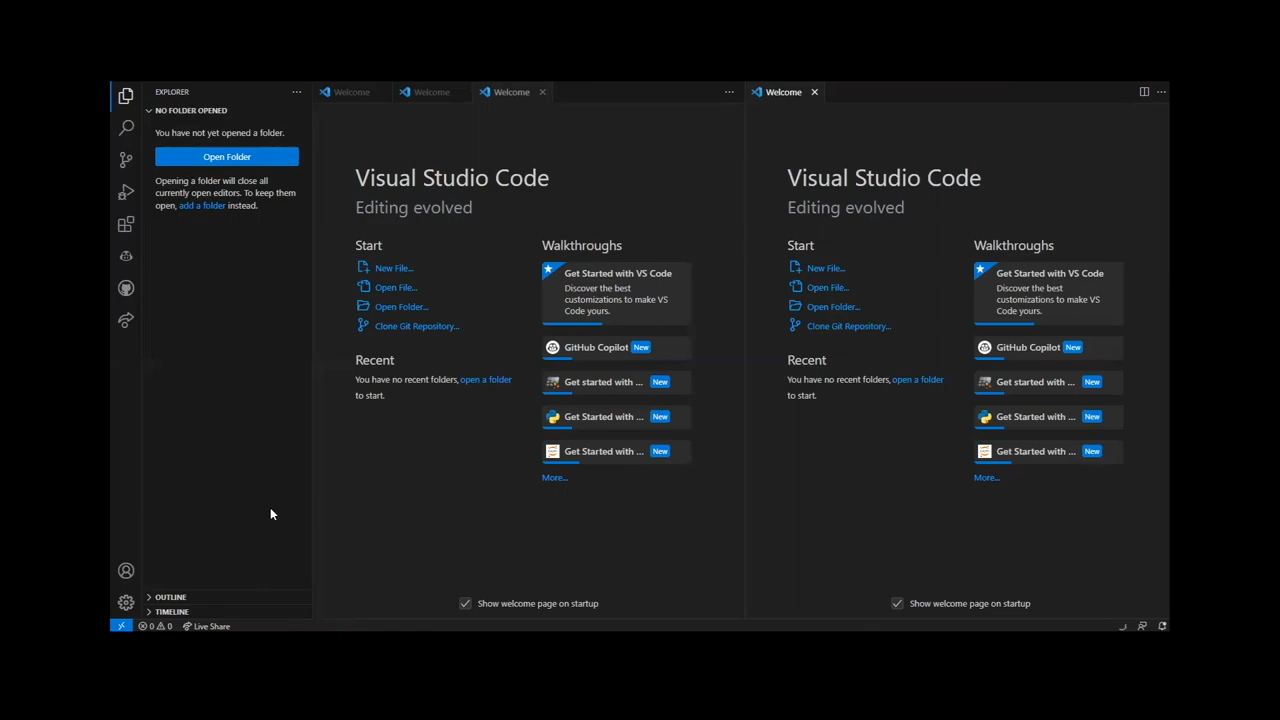 EXPLORER
NO FOLDER OPENED
You have not yet opened a folder.
Open Folder
Opening a folder will close all
currently open editors. To keep them
open, add a folder instead.
OUTLINE
TIMELINE
0 0 Live Share
Welcome Welcome Welcome
Visual Studio Code
Editing evolved
Start
New File...
Open File...
Open Folder...
Clone Git Repository...
Recent
You have no recent folders, open a folder
to start.
Walkthroughs
Get Started with VS Code
Discover the best
customizations to make VS
Code yours.
GitHub Copilot New
Get started with ... New
Get Started with ... New
Get Started with ... New
More...
Show welcome page on startup
Welcome
Visual Studio Code
Editing evolved
Start
New File...
Open File...
Open Folder...
Clone Git Repository...
Recent
You have no recent folders, open a folder
to start.
Walkthroughs
Get Started with VS Code
Discover the best
customizations to make VS
Code yours.
GitHub Copilot New
Get started with ... New
Get Started with ... New
Get Started with ... New
More...
Show welcome page on startup